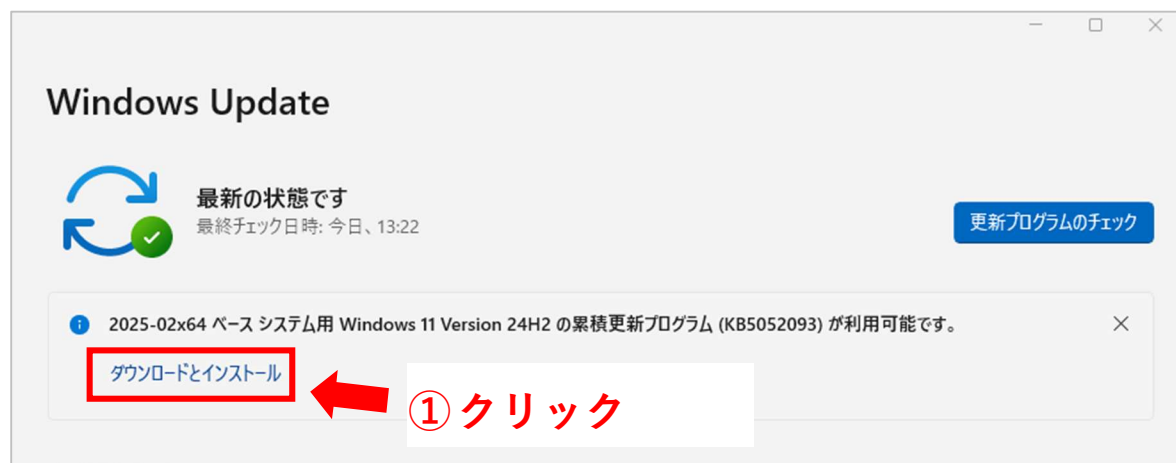 Windows Update
最新の状態です
最終チェック日時: 今日、13:22
更新プログラムのチェック
2025-02x64 ベース システム用 Windows 11 Version 24H2 の累積更新プログラム (KB5052093) が利用可能です。
ダウンロードとインストール
①クリック